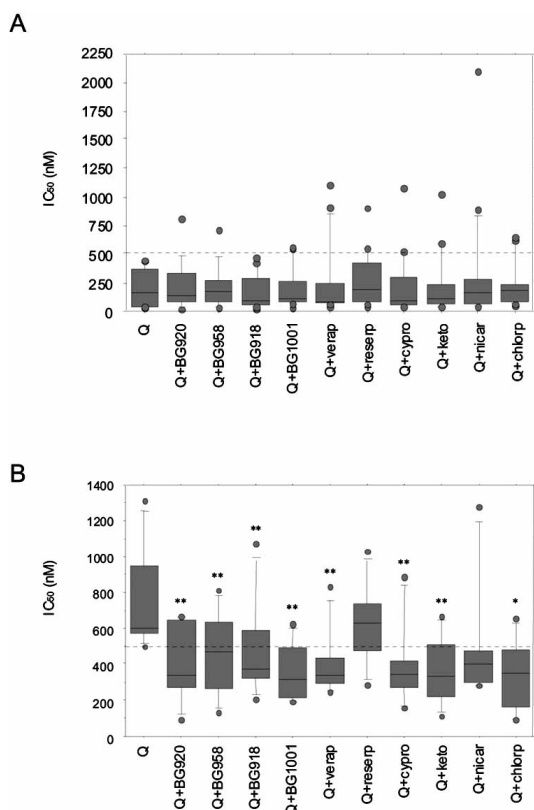 A
2250
2000
1750
1500
1250
1000
750
500
250
0
IC₅₀ (nM)
Q
Q+BG920
Q+BG958
Q+BG918
Q+BG1001
Q+verap
Q+reserp
Q+cypro
Q+keto
Q+nicar
Q+chlorp
B
1400
1200
1000
800
600
400
200
0
IC₅₀ (nM)
** ** ** ** ** ** ** *
Q
Q+BG920
Q+BG958
Q+BG918
Q+BG1001
Q+verap
Q+reserp
Q+cypro
Q+keto
Q+nicar
Q+chlorp